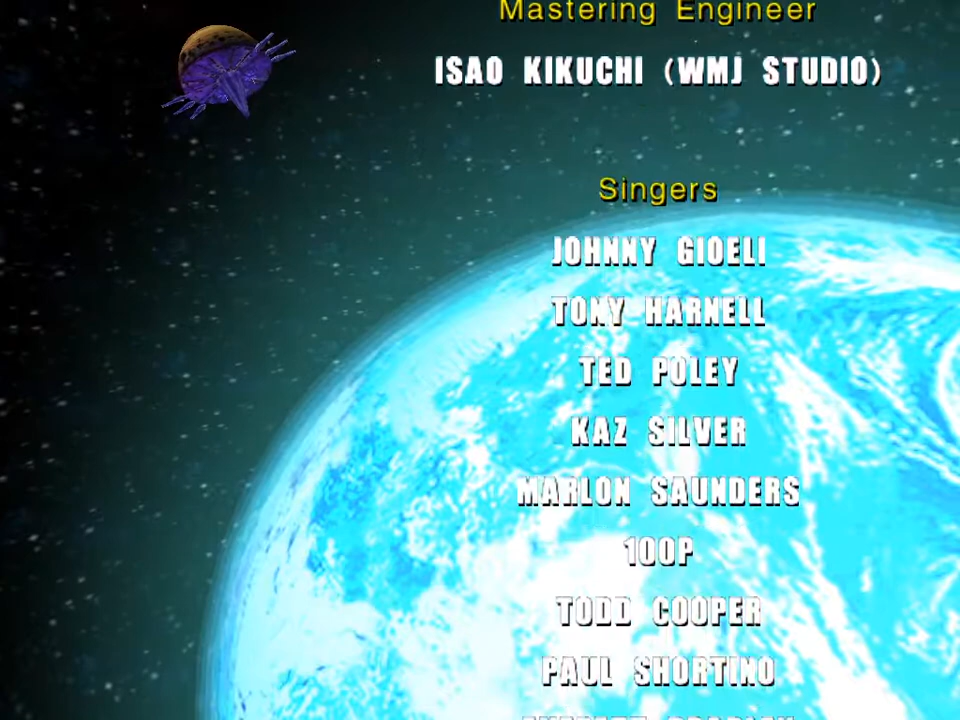 Mastering Engineer
ISAO KIKUCHI (WMJ STUDIO)
Singers
JOHNNY GIOELI
TONY HARNELL
TED POLEY
KAZ SILVER
MARLON SAUNDERS
100P
TODD COOPER
PAUL SHORTINO